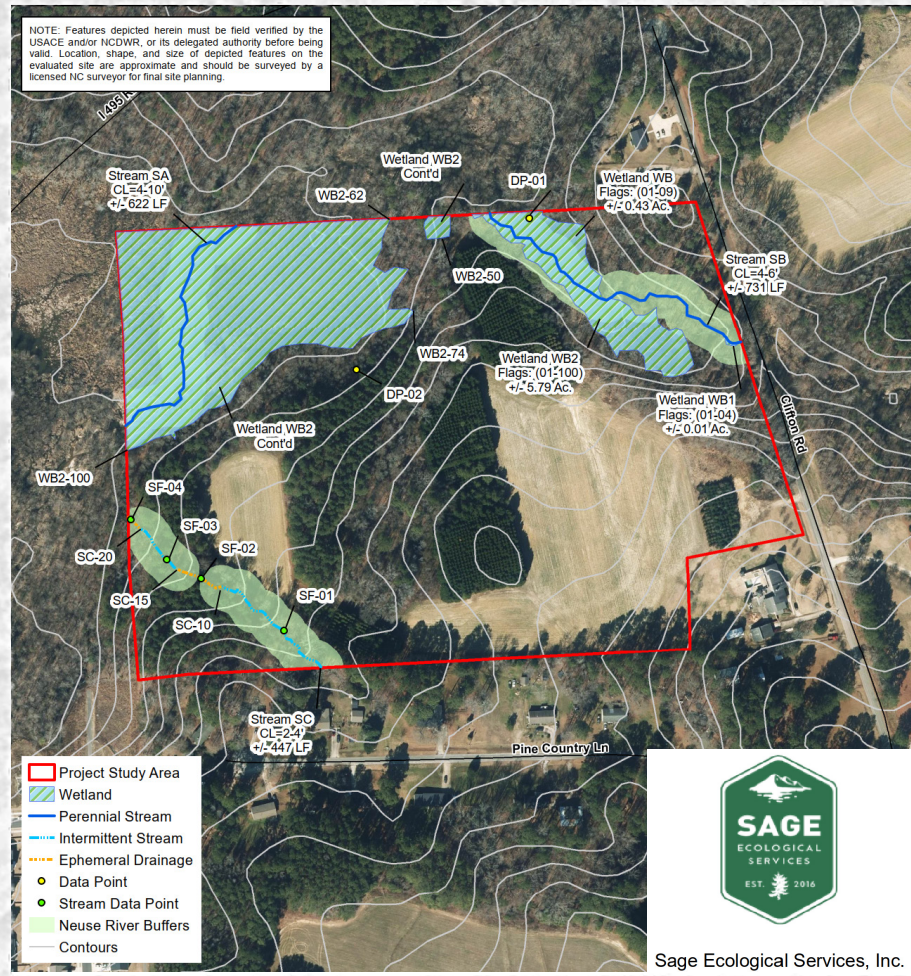 NOTE: Features depicted herein must be field verified by the
USACE and/or NCDWR, or its delegated authority before being
valid. Location, shape, and size of depicted features on the
evaluated site are approximate and should be surveyed by a
licensed NC surveyor for final site planning.
I 495
Stream SA
CL=4-10'
+/- 622 LF
WB2-62
Wetland WB2
Cont'd
DP-01
Wetland WB
Flags: (01-09)
+/- 0.43 Ac.
Stream SB
CL=4-6'
+/- 731 LF
WB2-50
WB2-74
Wetland WB2
Flags: (01-100)
+/- 5.79 Ac.
DP-02
Wetland WB1
Flags: (01-04)
+/- 0.01 Ac.
Clifton Rd
Wetland WB2
Cont'd
WB2-100
SF-04
SF-03
SC-20
SF-02
SC-15
SF-01
SC-10
Stream SC
CL=2-4'
+/- 447 LF
Pine Country Ln
Project Study Area
Wetland
Perennial Stream
Intermittent Stream
Ephemeral Drainage
Data Point
Stream Data Point
Neuse River Buffers
Contours
SAGE
ECOLOGICAL
SERVICES
EST. 2016
Sage Ecological Services, Inc.